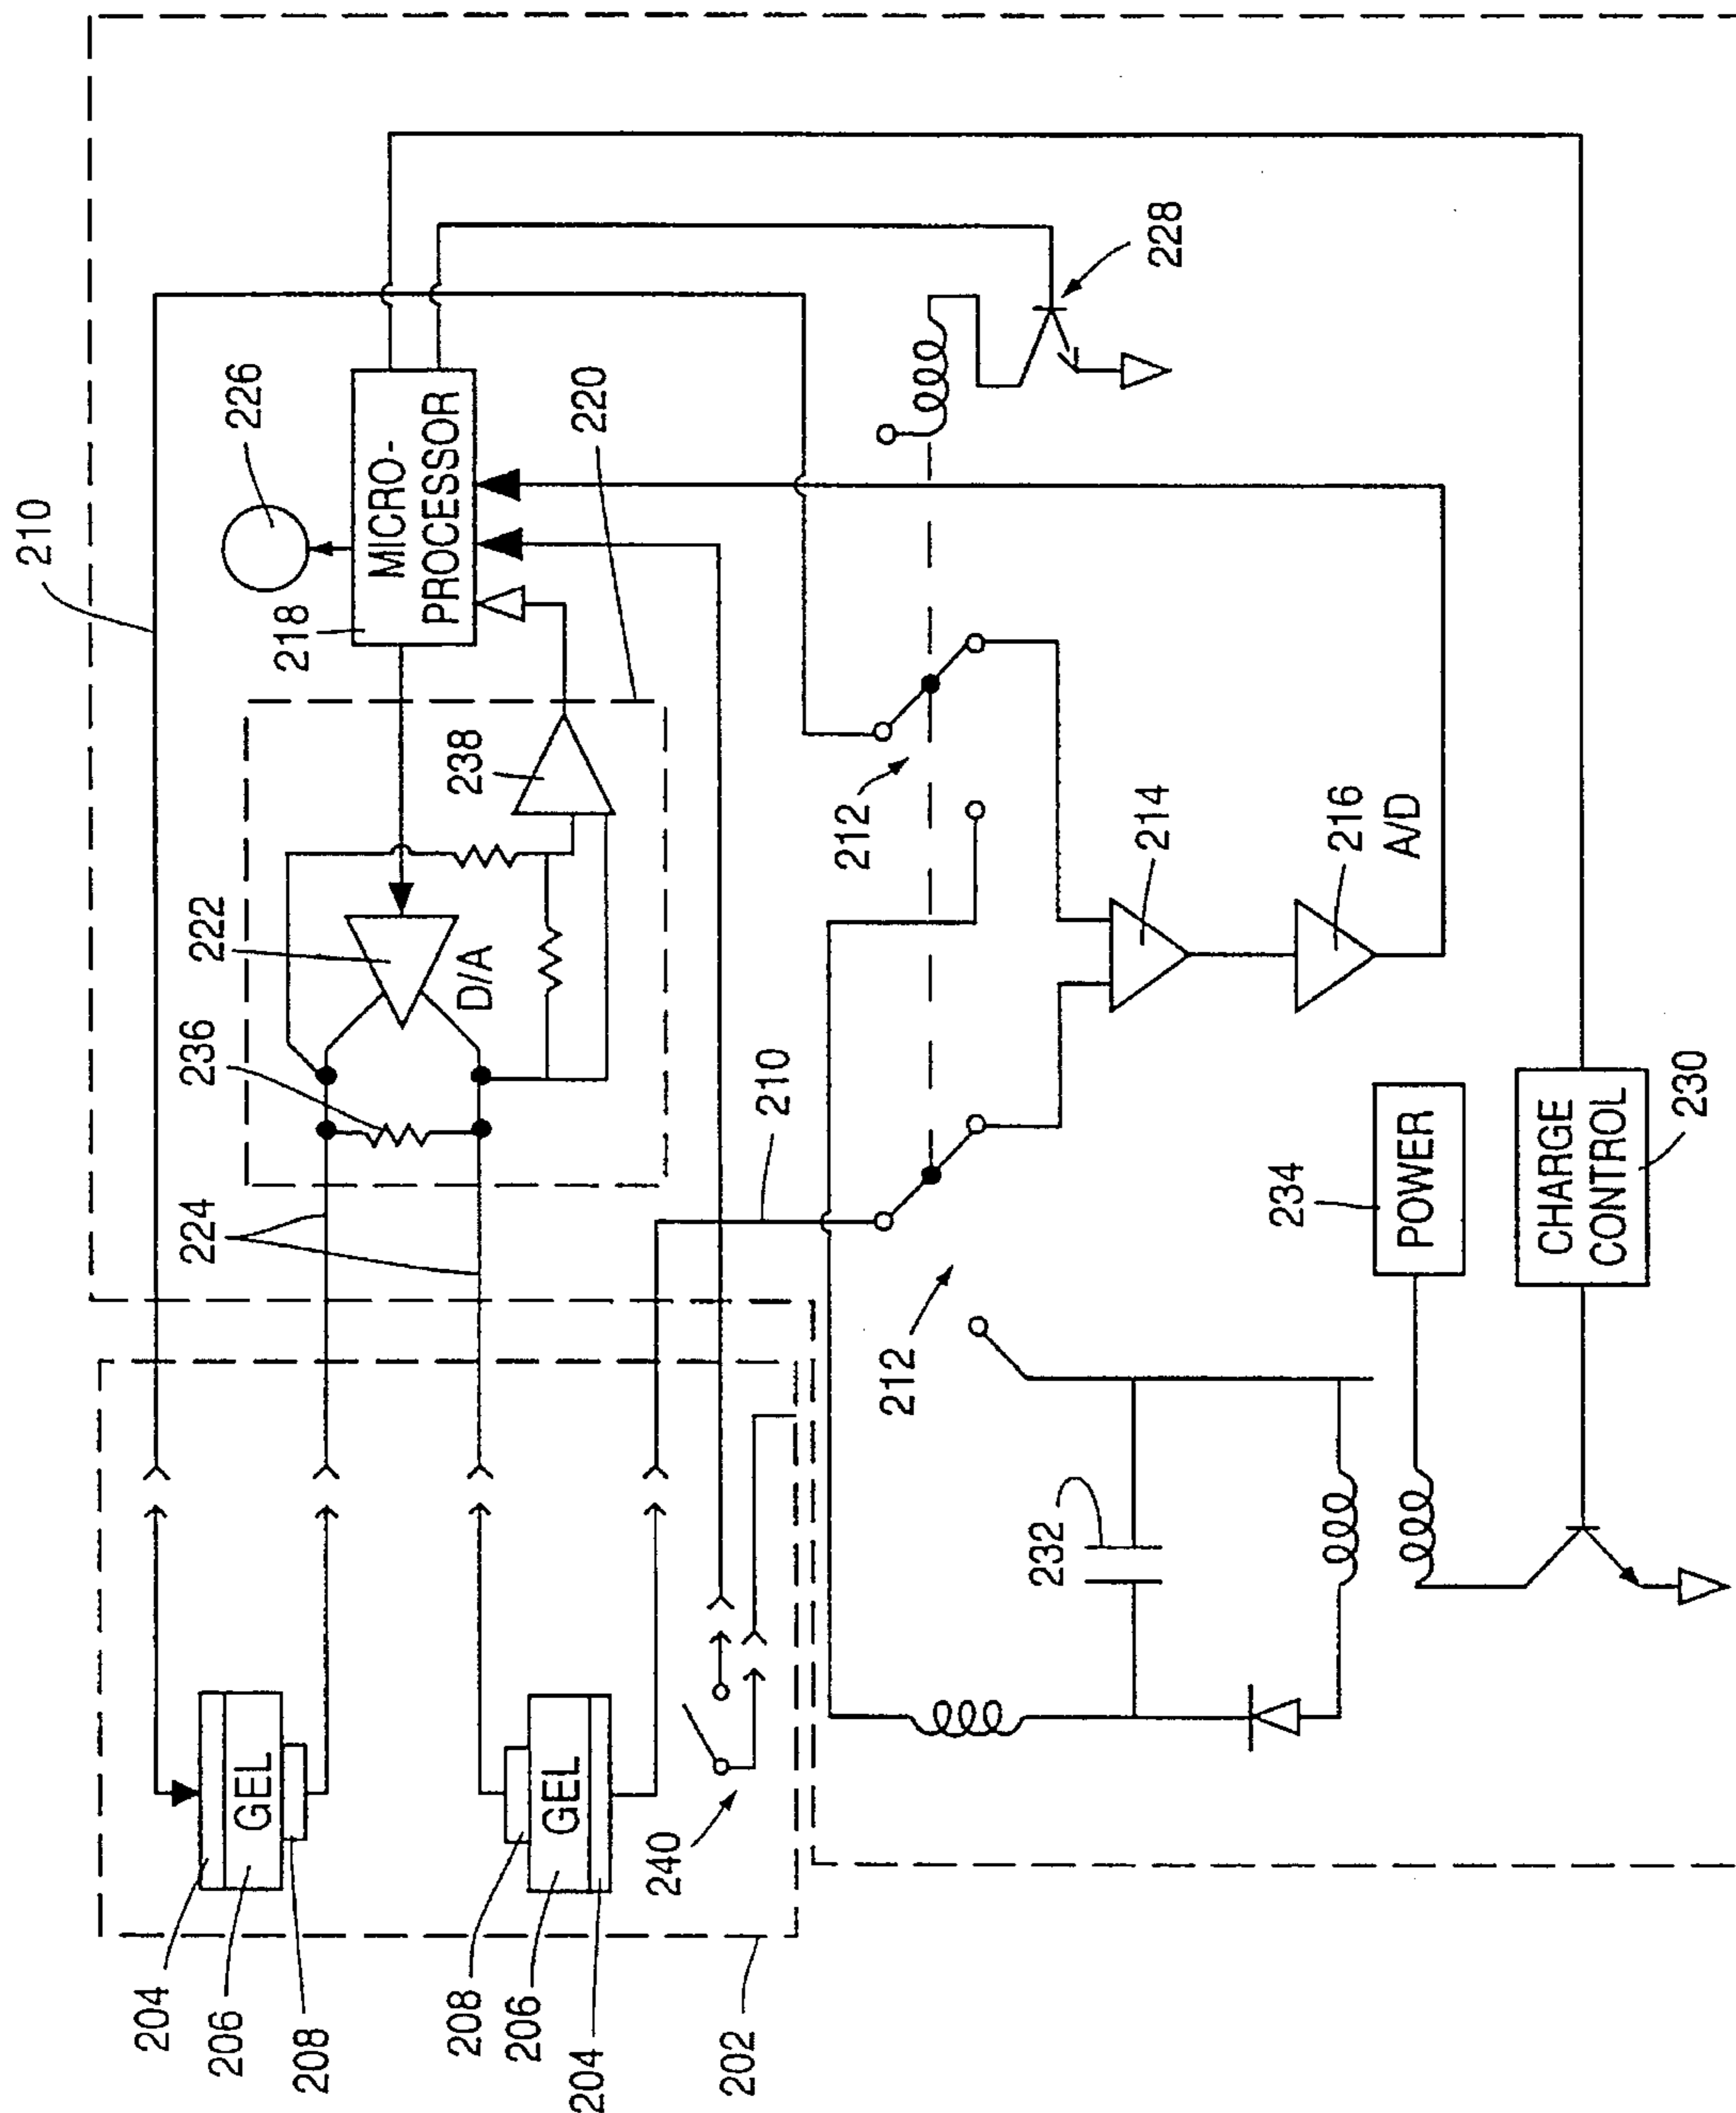 210
226
218
MICRO-
PROCESSOR
220
228
222
D/A
238
236
224
212
210
212
214
216
A/D
234
POWER
CHARGE
CONTROL
230
232
240
GEL
GEL
204
206
208
208
206
204
202